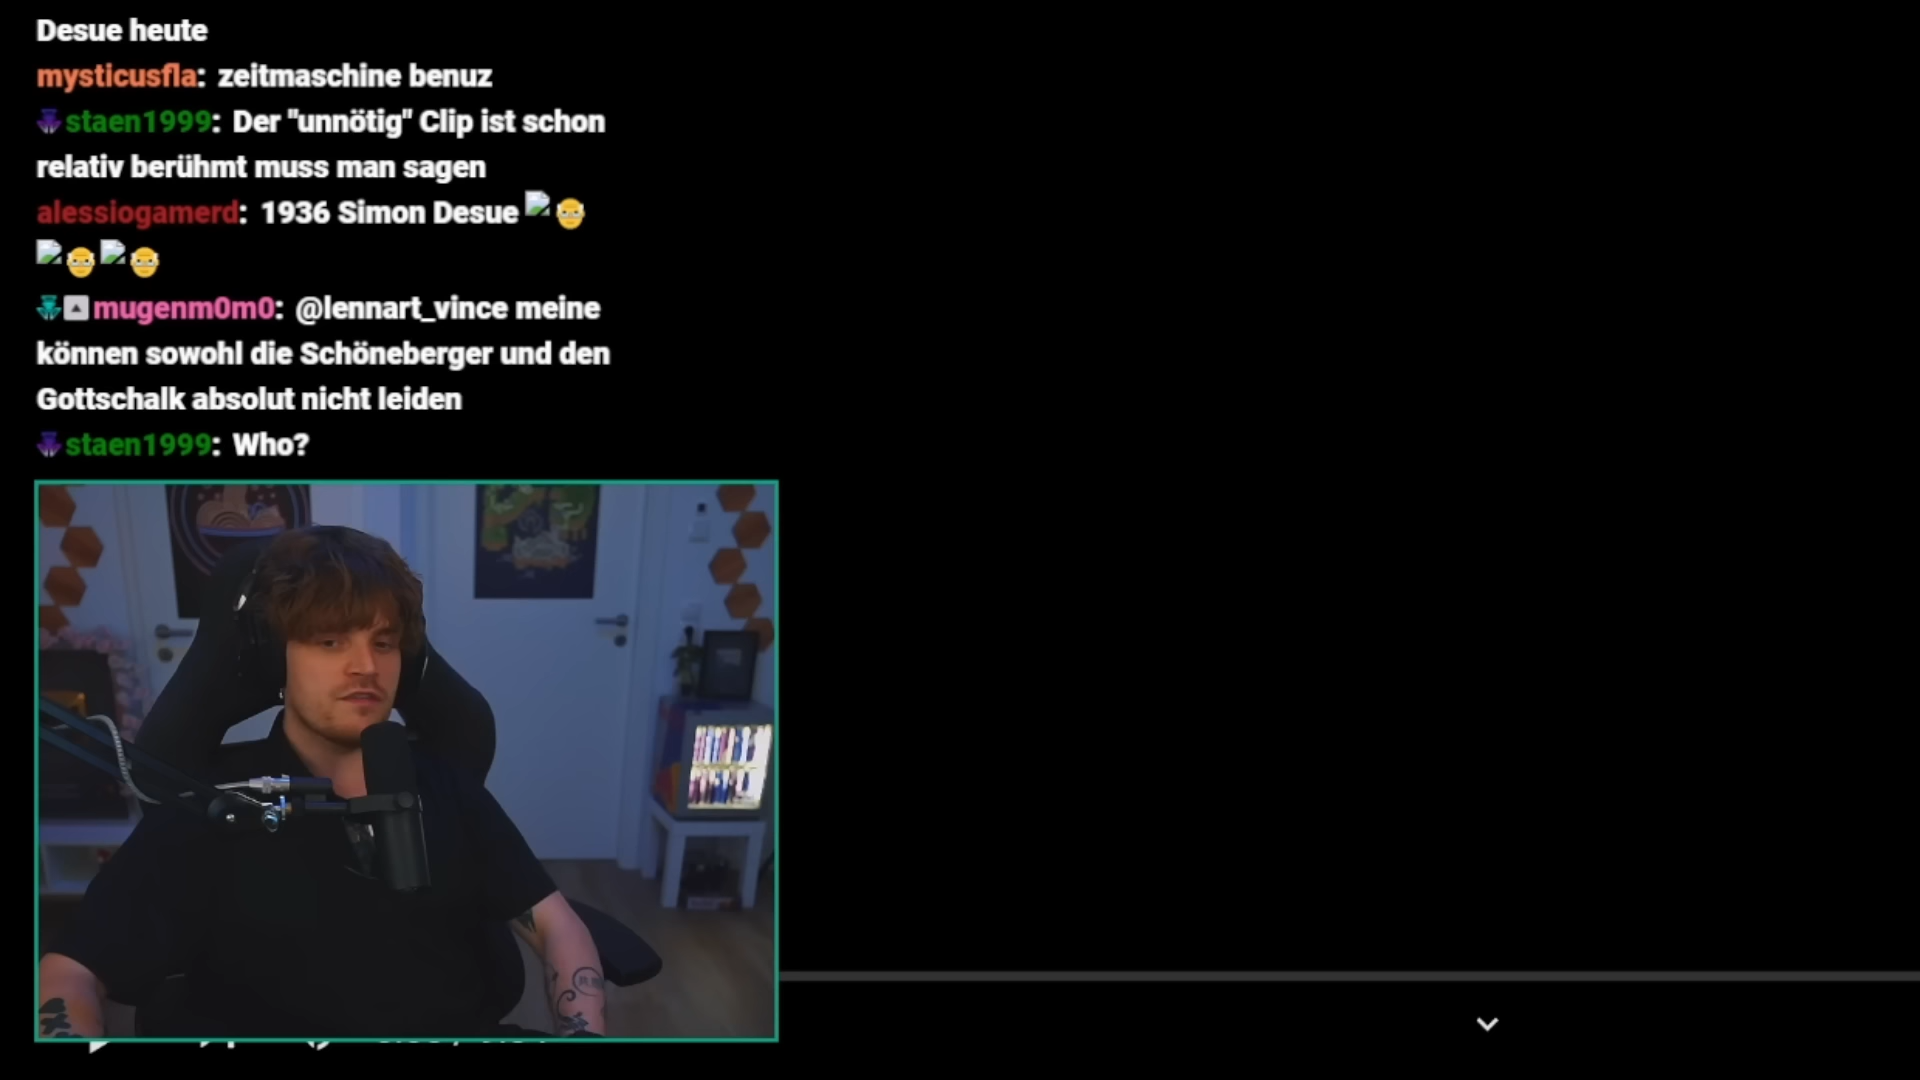 Desue heute
mysticusfla: zeitmaschine benuz
staen1999: Der "unnötig" Clip ist schon
relativ berühmt muss man sagen
alessiogamerd: 1936 Simon Desue
mugenm0m0: @lennart_vince meine
können sowohl die Schöneberger und den
Gottschalk absolut nicht leiden
staen1999: Who?